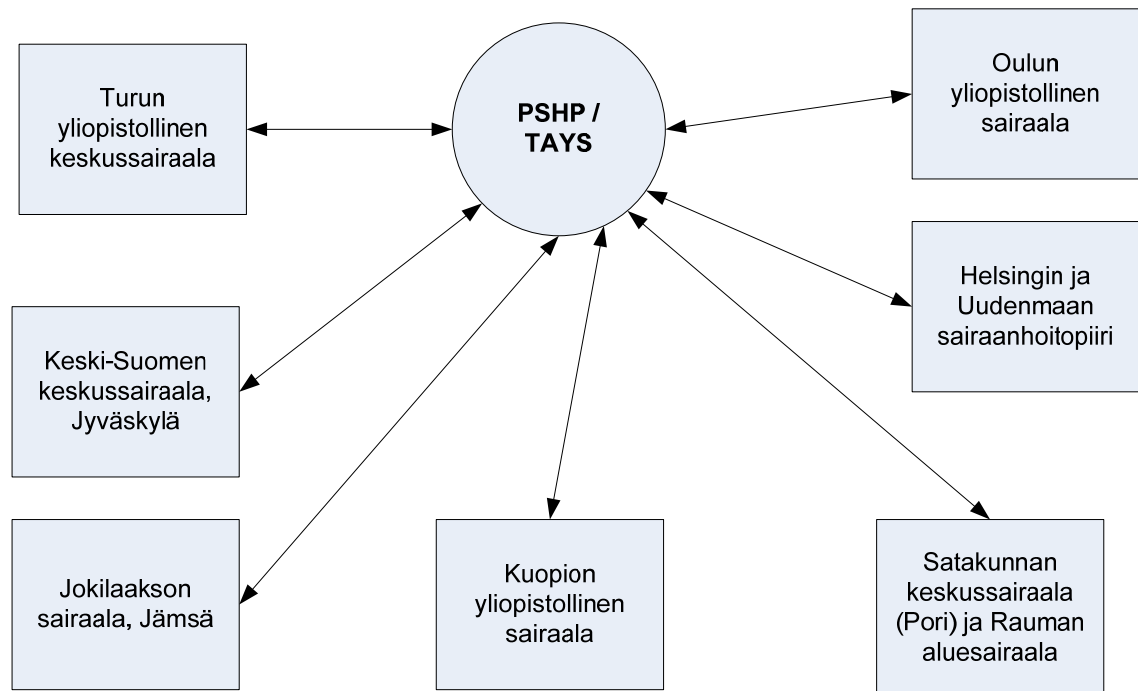 Turun
yliopistollinen
keskussairaala
PSHP /
TAYS
Oulun
yliopistollinen
sairaala
Helsingin ja
Uudenmaan
sairaanhoitopiiri
Keski-Suomen
keskussairaala,
Jyväskylä
Jokilaakson
sairaala, Jämsä
Kuopion
yliopistollinen
sairaala
Satakunnan
keskussairaala
(Pori) ja Rauman
aluesairaala